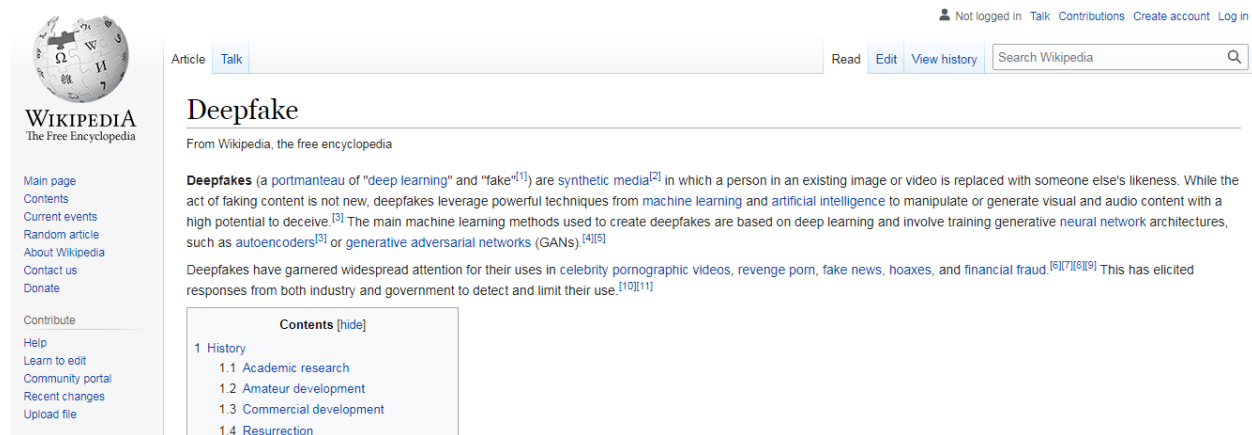 Not logged in Talk Contributions Create account Log in
Article Talk Read Edit View history Search Wikipedia
WIKIPEDIA
The Free Encyclopedia
Main page
Contents
Current events
Random article
About Wikipedia
Contact us
Donate
Contribute
Help
Learn to edit
Community portal
Recent changes
Upload file
Deepfake
From Wikipedia, the free encyclopedia
Deepfakes (a portmanteau of "deep learning" and "fake"[1]) are synthetic media[2] in which a person in an existing image or video is replaced with someone else's likeness. While the
act of faking content is not new, deepfakes leverage powerful techniques from machine learning and artificial intelligence to manipulate or generate visual and audio content with a
high potential to deceive.[3] The main machine learning methods used to create deepfakes are based on deep learning and involve training generative neural network architectures,
such as autoencoders[3] or generative adversarial networks (GANs).[4][5]
Deepfakes have garnered widespread attention for their uses in celebrity pornographic videos, revenge porn, fake news, hoaxes, and financial fraud.[6][7][8][9] This has elicited
responses from both industry and government to detect and limit their use.[10][11]
Contents [hide]
1 History
1.1 Academic research
1.2 Amateur development
1.3 Commercial development
1.4 Resurrection